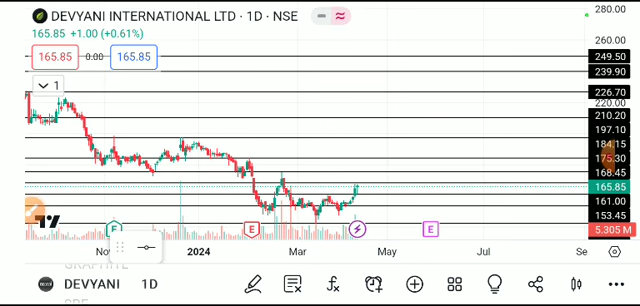 DEVYANI INTERNATIONAL LTD · 1D · NSE
165.85 +1.00 (+0.61%)
165.85 0.00 165.85
1
280.00
260.00
249.50
239.90
226.70
220.00
210.20
197.10
184.15
75.30
168.45
165.85
161.00
153.45
5.305 M
E E E
Nov 2024 Mar May Jul Se
DEVYANI 1D